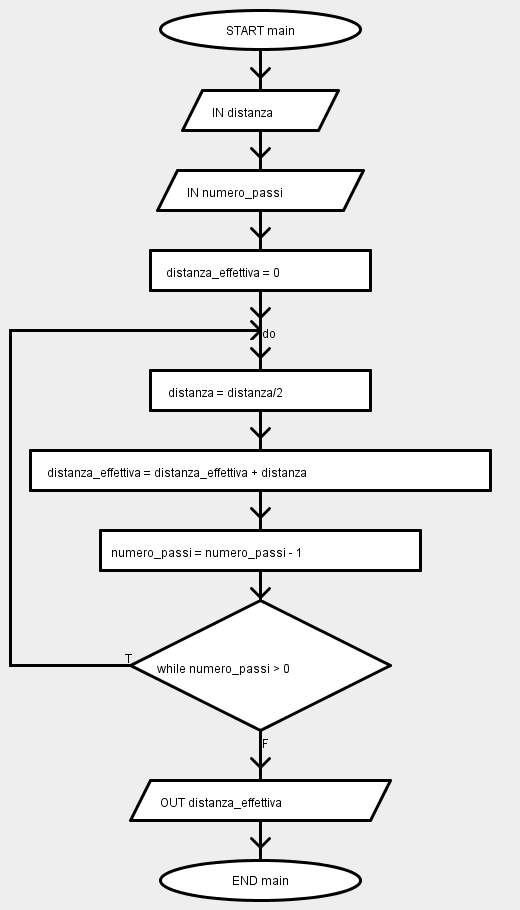 START main
IN distanza
IN numero_passi
distanza_effettiva = 0
do
distanza = distanza/2
distanza_effettiva = distanza_effettiva + distanza
numero_passi = numero_passi - 1
T
while numero_passi > 0
F
OUT distanza_effettiva
END main